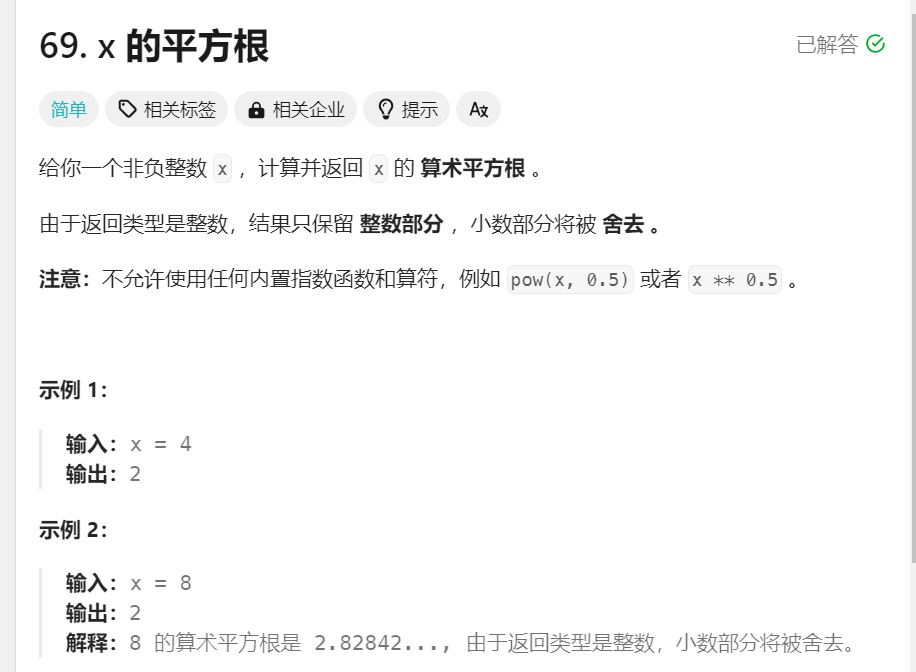 69. x 的平方根
已解答
简单 相关标签 相关企业 提示 Aあ
给你一个非负整数 x ，计算并返回 x 的 算术平方根 。
由于返回类型是整数，结果只保留 整数部分 ，小数部分将被 舍去 。
注意：不允许使用任何内置指数函数和算符，例如 pow(x, 0.5) 或者 x ** 0.5 。
示例 1：
输入：x = 4
输出：2
示例 2：
输入：x = 8
输出：2
解释：8 的算术平方根是 2.82842..., 由于返回类型是整数，小数部分将被舍去。